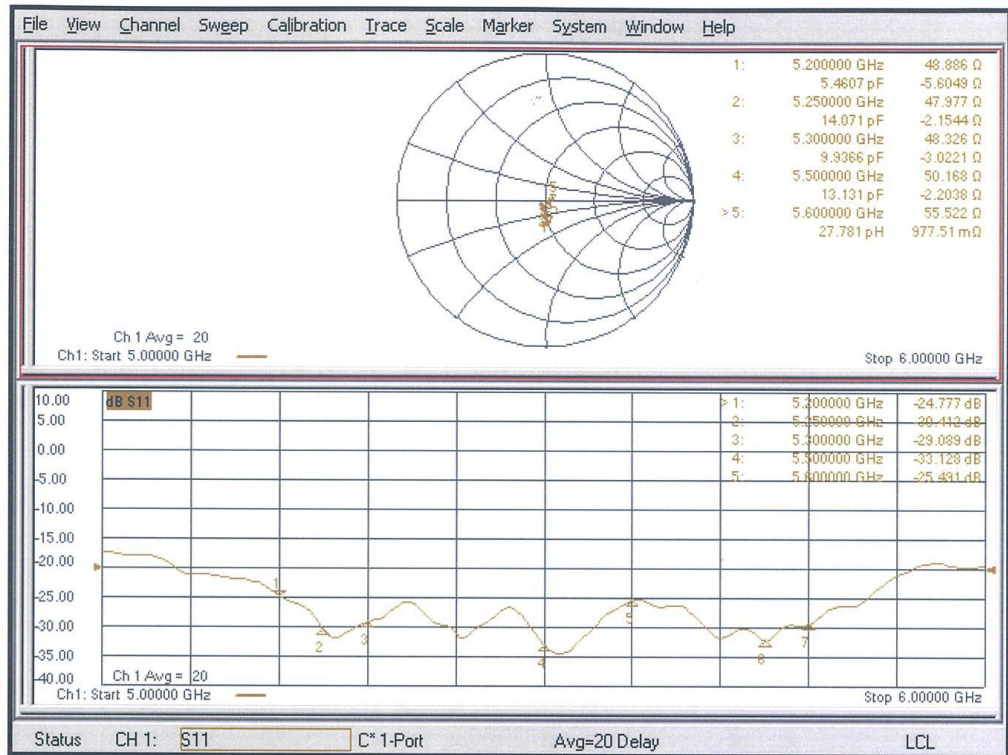 File View Channel Sweep Calibration Trace Scale Marker System Window Help
1: 5.200000 GHz 48.886 Ω
5.4607 pF -5.6049 Ω
2: 5.250000 GHz 47.977 Ω
14.071 pF -2.1544 Ω
3: 5.300000 GHz 48.326 Ω
9.9366 pF -3.0221 Ω
4: 5.500000 GHz 50.168 Ω
13.131 pF -2.2038 Ω
>5: 5.600000 GHz 55.522 Ω
27.781 pH 977.51 mΩ
Ch 1 Avg = 20
Ch1: Start 5.00000 GHz
Stop 6.00000 GHz
dB S11
10.00
5.00
0.00
-5.00
-10.00
-15.00
-20.00
-25.00
-30.00
-35.00
-40.00
> 1: 5.200000 GHz -24.777 dB
2: 5.250000 GHz -30.412 dB
3: 5.300000 GHz -29.089 dB
4: 5.500000 GHz -33.128 dB
5: 5.600000 GHz -25.491 dB
1
2
3
4
5
6
7
Ch 1 Avg = 20
Ch1: Start 5.00000 GHz
Stop 6.00000 GHz
Status CH 1: S11 C* 1-Port Avg=20 Delay LCL